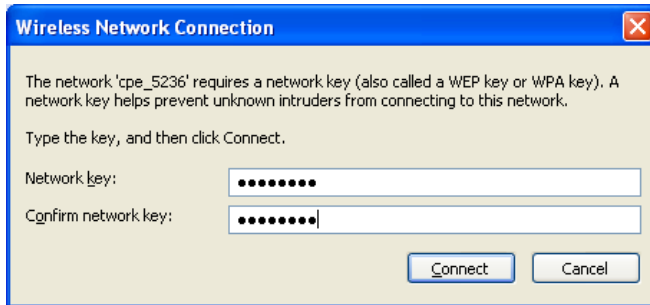 Wireless Network Connection
The network 'cpe_5236' requires a network key (also called a WEP key or WPA key). A
network key helps prevent unknown intruders from connecting to this network.
Type the key, and then click Connect.
Network key:
●●●●●●●●
Confirm network key:
●●●●●●●●
Connect
Cancel